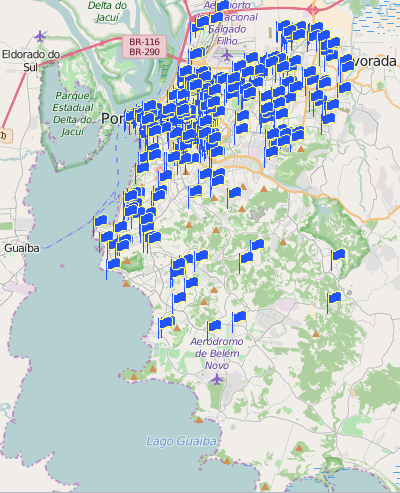 Delta do
Jacuí
Aeroporto
Salgado
Filho
BR-116
BR-290
Eldorado do
Sul
vorada
Parque
Estadual
Delta do
Jacuí
Por
Guaíba
Aeródromo
de Belém
Novo
Lago Guaíba